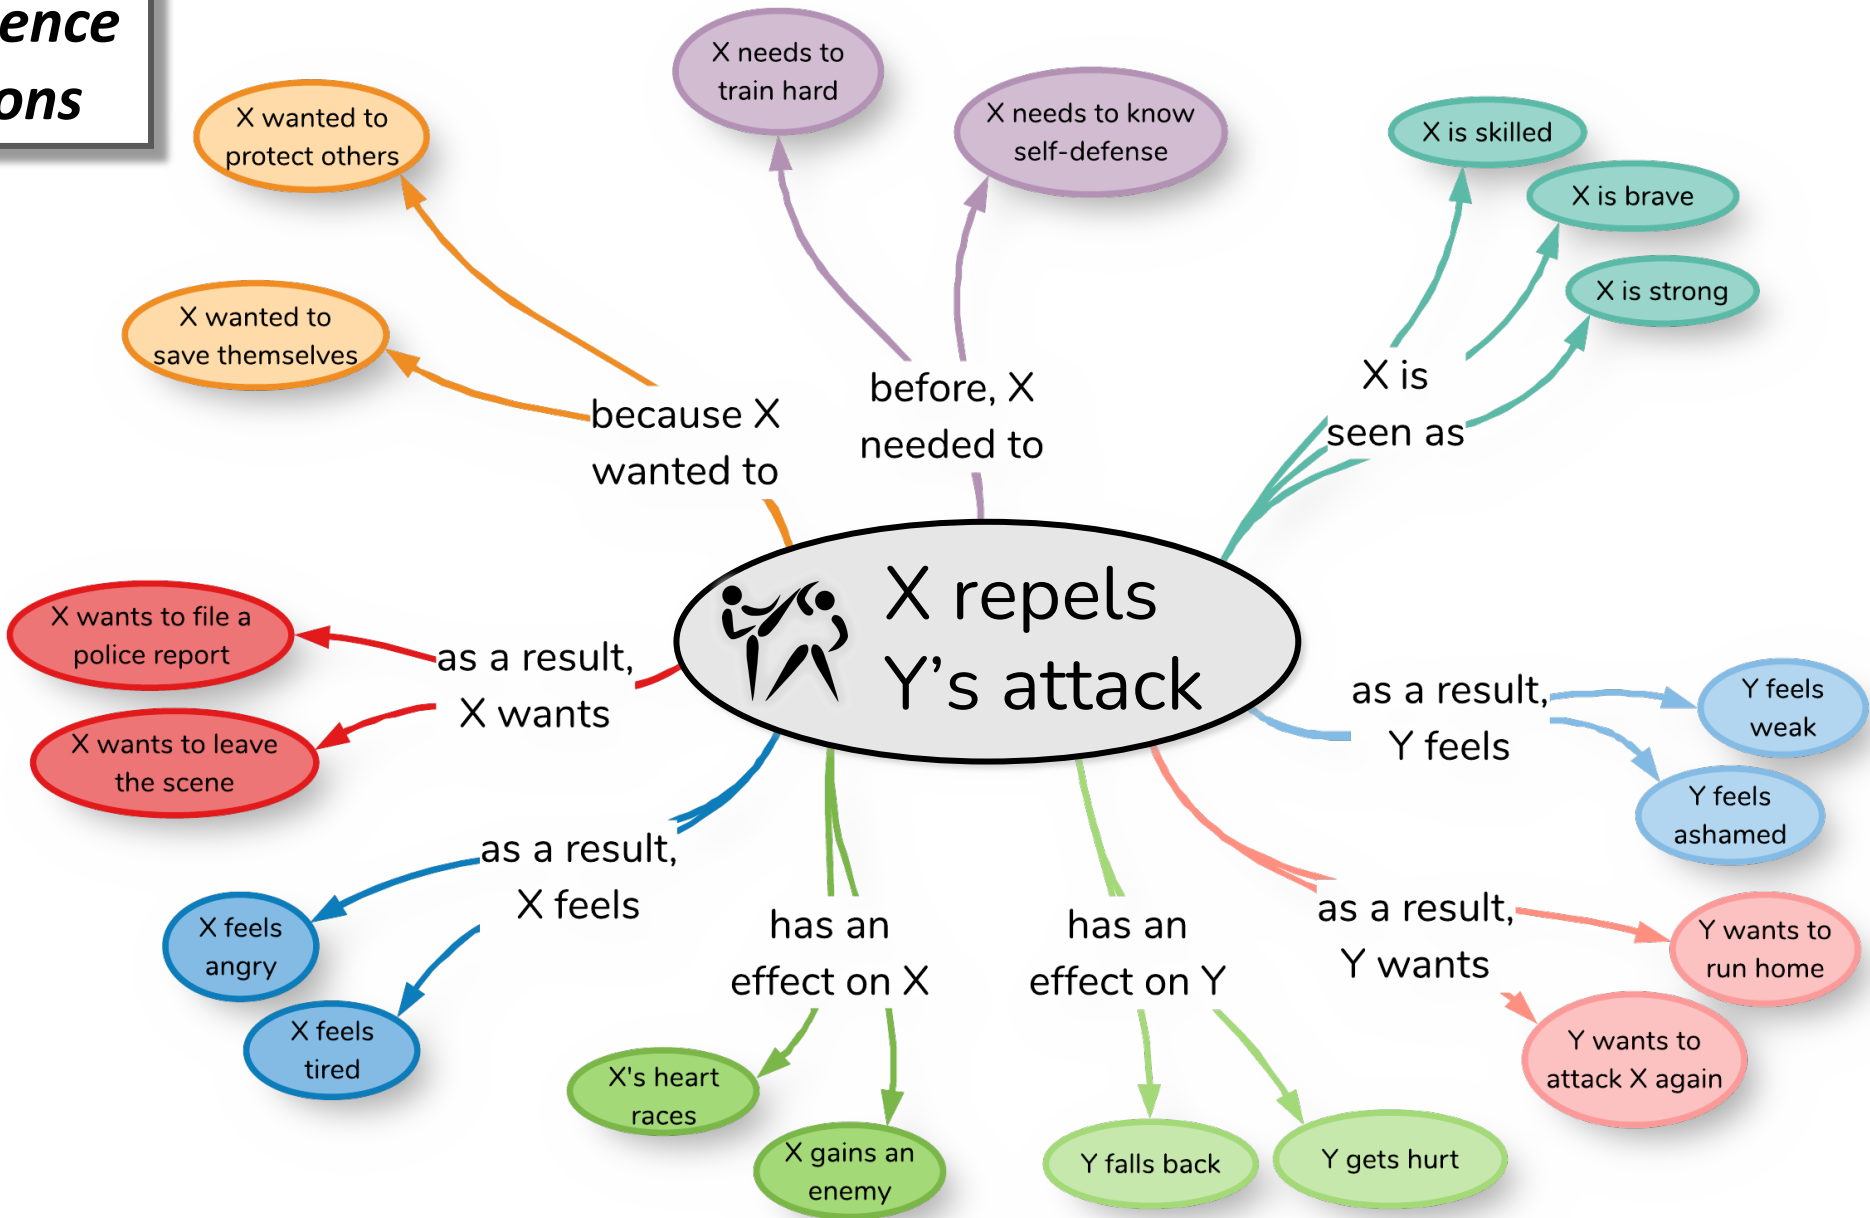 ence
ons
X wanted to
protect others
X wanted to
save themselves
because X
wanted to
X needs to
train hard
X needs to know
self-defense
before, X
needed to
X is skilled
X is brave
X is strong
X is
seen as
X repels
Y's attack
X wants to file a
police report
X wants to leave
the scene
as a result,
X wants
as a result,
X feels
X feels
angry
X feels
tired
has an
effect on X
X's heart
races
X gains an
enemy
has an
effect on Y
Y falls back
Y gets hurt
as a result,
Y wants
Y wants to
run home
Y wants to
attack X again
as a result,
Y feels
Y feels
weak
Y feels
ashamed